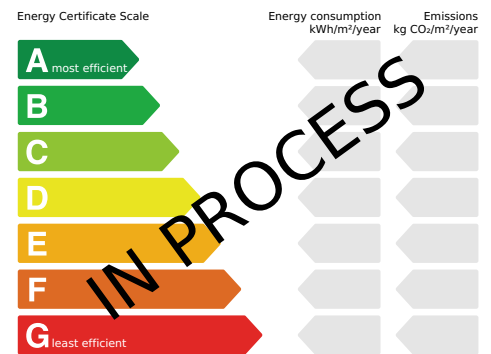 Energy Certificate Scale
Energy consumption
kWh/m²/year
Emissions
kg CO₂/m²/year
A most efficient
B
C
D
E
F
G least efficient
IN PROCESS